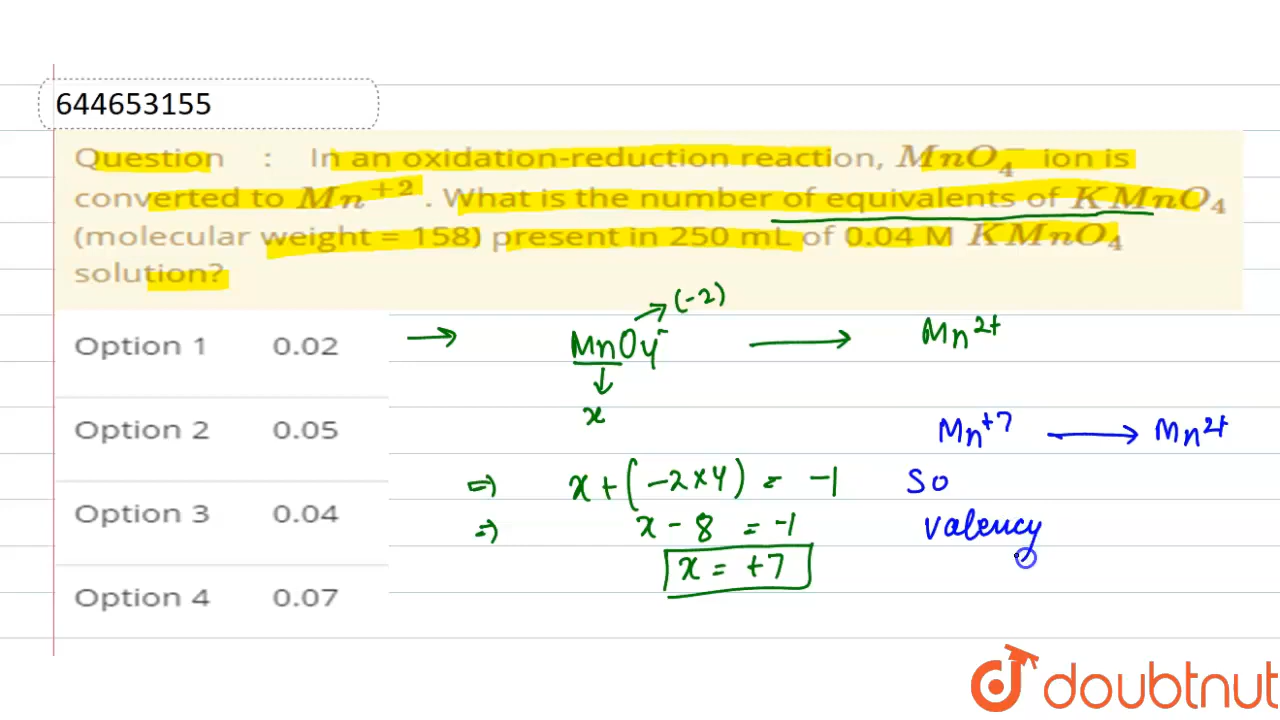 644653155
Question : In an oxidation-reduction reaction, MnO₄⁻ ion is
converted to Mn⁺². What is the number of equivalents of KMnO₄
(molecular weight = 158) present in 250 mL of 0.04 M KMnO₄
solution?
Option 1 0.02
Option 2 0.05
Option 3 0.04
Option 4 0.07
→ MnO₄⁻ → (-2) ⟶ Mn²⁺
↓
x
Mn⁺⁷ ⟶ Mn²⁺
⇒ x + (-2×4) = -1 So
⇒ x - 8 = -1 valency
x = +7
doubtnut